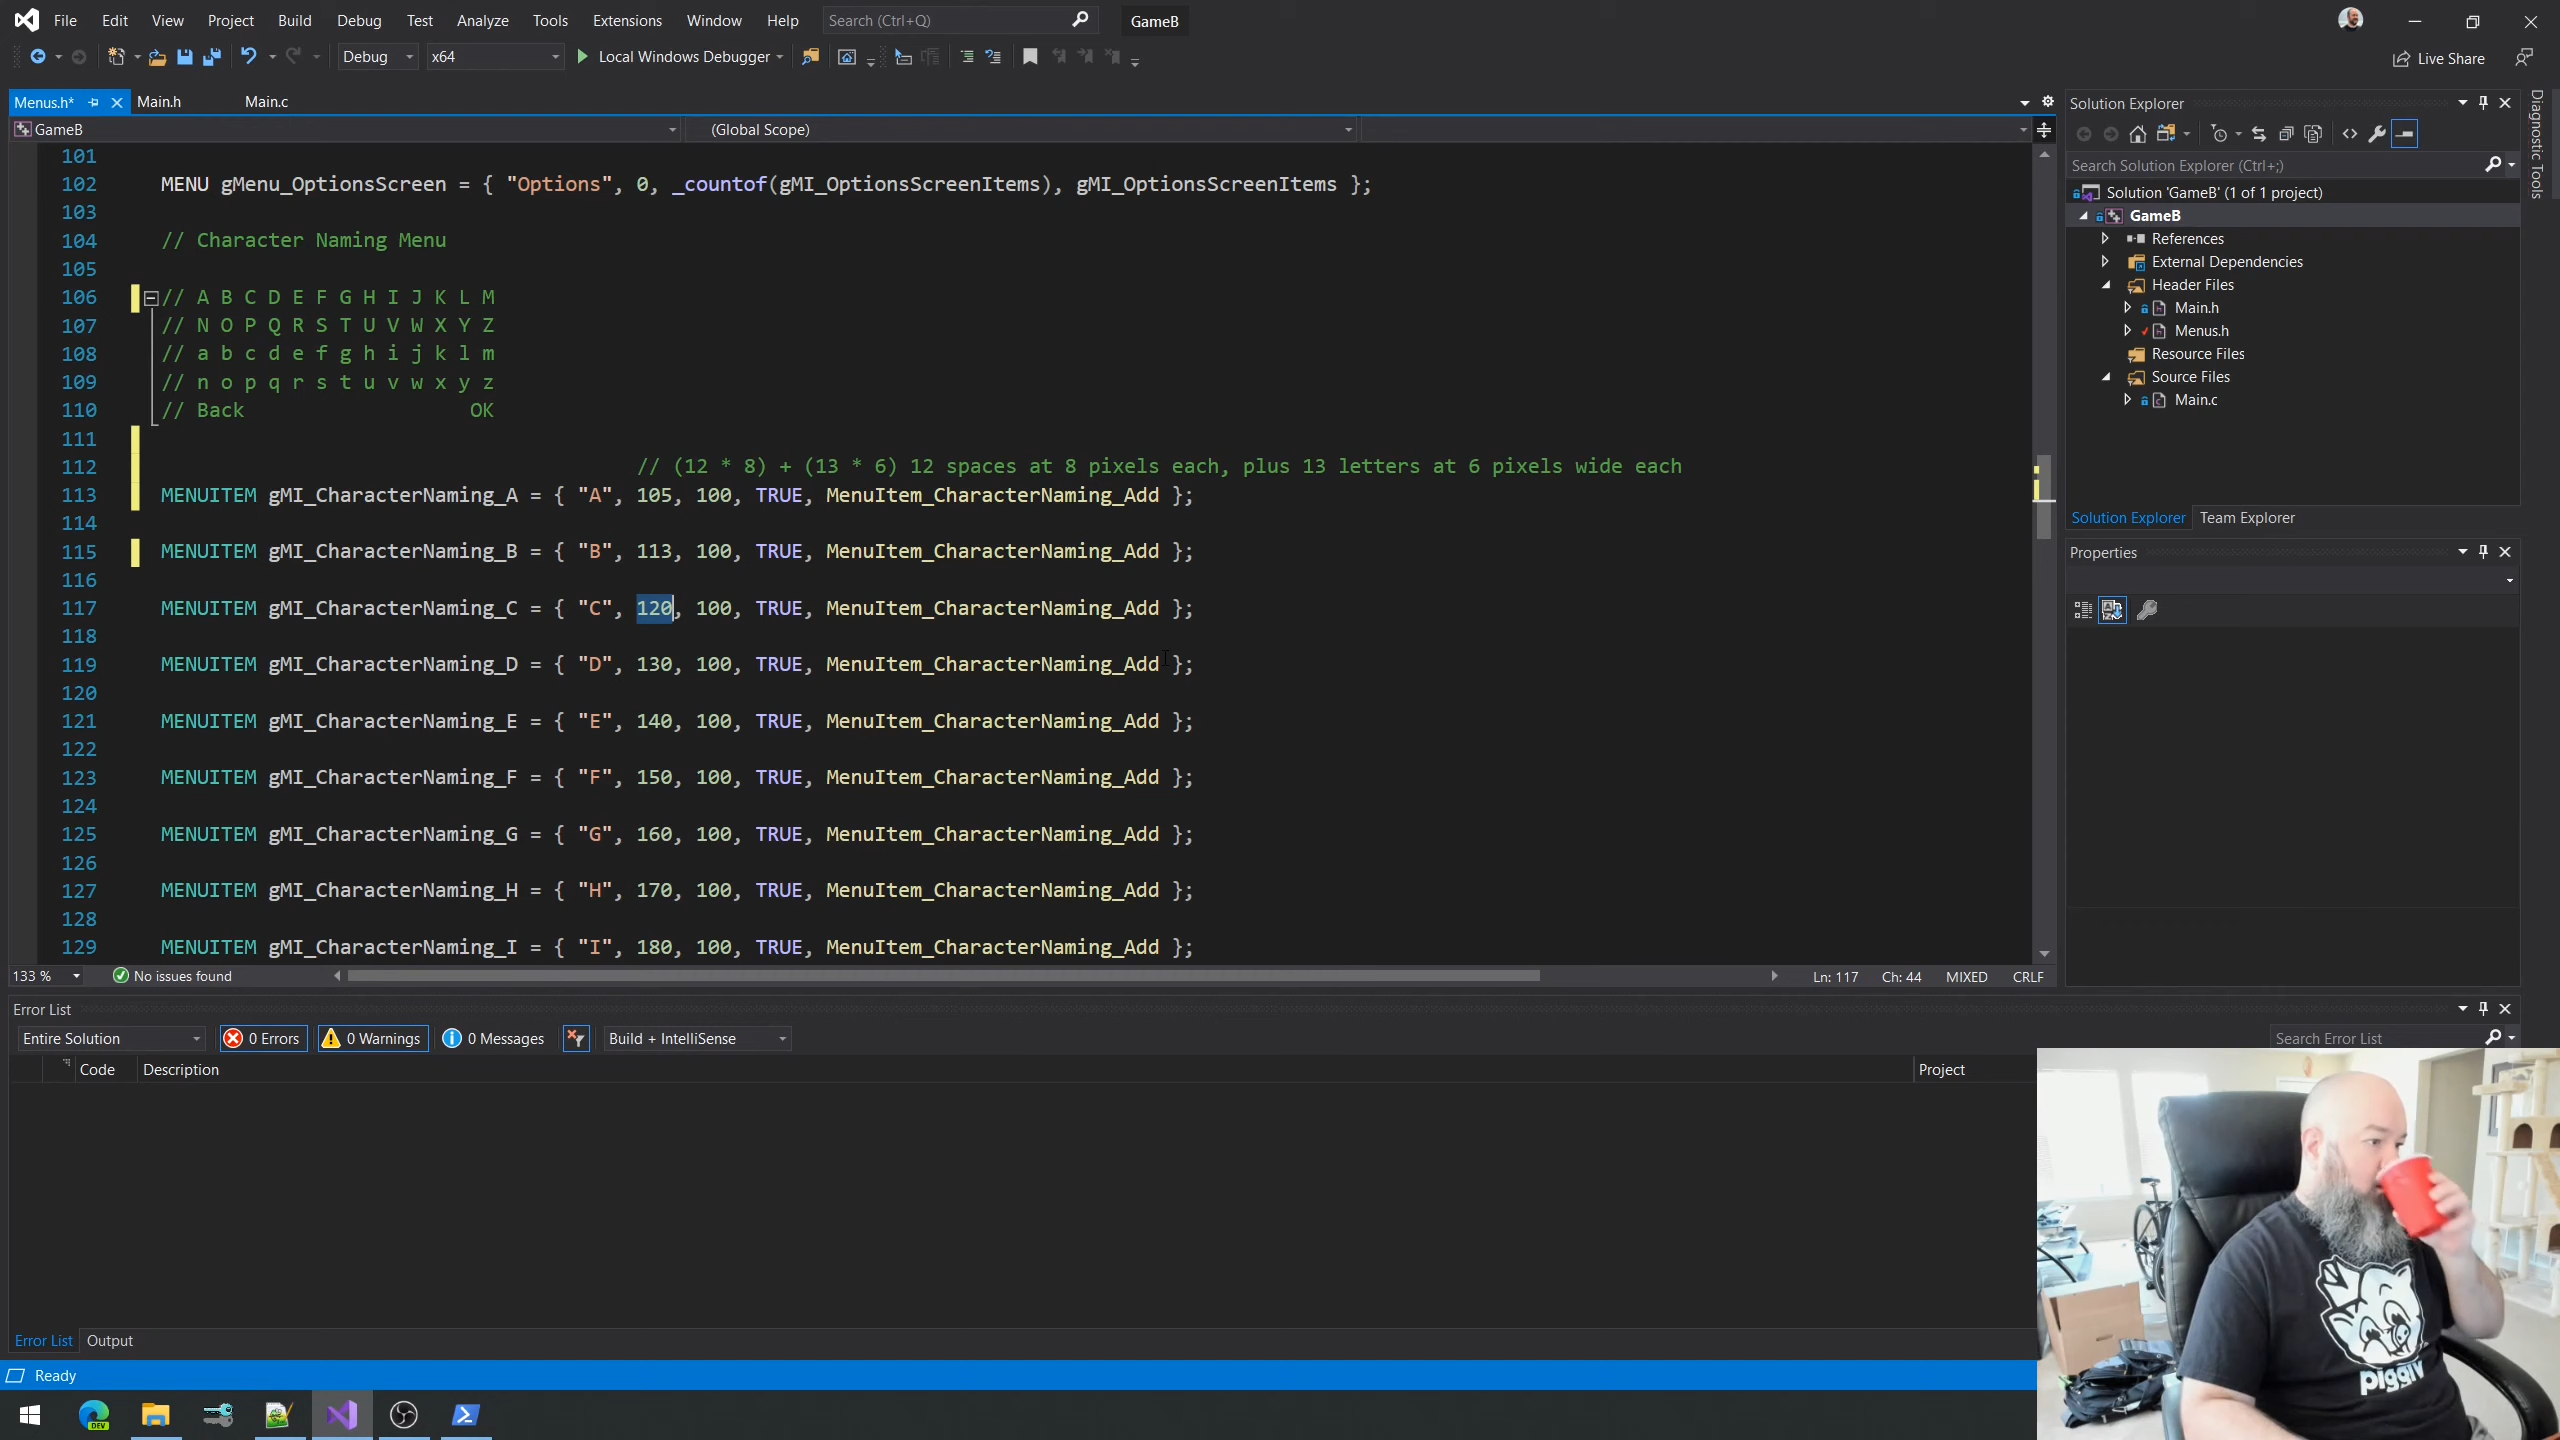 File Edit View Project Build Debug Test Analyze Tools Extensions Window Help Search (Ctrl+Q) GameB
Debug x64 Local Windows Debugger Live Share
Menus.h* Main.h Main.c
GameB (Global Scope)
101
102 MENU gMenu_OptionsScreen = { "Options", 0, _countof(gMI_OptionsScreenItems), gMI_OptionsScreenItems };
103
104 // Character Naming Menu
105
106 // A B C D E F G H I J K L M
107 // N O P Q R S T U V W X Y Z
108 // a b c d e f g h i j k l m
109 // n o p q r s t u v w x y z
110 // Back OK
111
112 // (12 * 8) + (13 * 6) 12 spaces at 8 pixels each, plus 13 letters at 6 pixels wide each
113 MENUITEM gMI_CharacterNaming_A = { "A", 105, 100, TRUE, MenuItem_CharacterNaming_Add };
114
115 MENUITEM gMI_CharacterNaming_B = { "B", 113, 100, TRUE, MenuItem_CharacterNaming_Add };
116
117 MENUITEM gMI_CharacterNaming_C = { "C", 120, 100, TRUE, MenuItem_CharacterNaming_Add };
118
119 MENUITEM gMI_CharacterNaming_D = { "D", 130, 100, TRUE, MenuItem_CharacterNaming_Add };
120
121 MENUITEM gMI_CharacterNaming_E = { "E", 140, 100, TRUE, MenuItem_CharacterNaming_Add };
122
123 MENUITEM gMI_CharacterNaming_F = { "F", 150, 100, TRUE, MenuItem_CharacterNaming_Add };
124
125 MENUITEM gMI_CharacterNaming_G = { "G", 160, 100, TRUE, MenuItem_CharacterNaming_Add };
126
127 MENUITEM gMI_CharacterNaming_H = { "H", 170, 100, TRUE, MenuItem_CharacterNaming_Add };
128
129 MENUITEM gMI_CharacterNaming_I = { "I", 180, 100, TRUE, MenuItem_CharacterNaming_Add };
133 % No issues found Ln: 117 Ch: 44 MIXED CRLF
Solution Explorer
Search Solution Explorer (Ctrl+;)
Solution 'GameB' (1 of 1 project)
GameB
References
External Dependencies
Header Files
Main.h
Menus.h
Resource Files
Source Files
Main.c
Solution Explorer Team Explorer
Properties
Diagnostic Tools
Error List
Entire Solution 0 Errors 0 Warnings 0 Messages Build + IntelliSense Search Error List
Code Description Project
Error List Output
Ready
DEV
piggiv